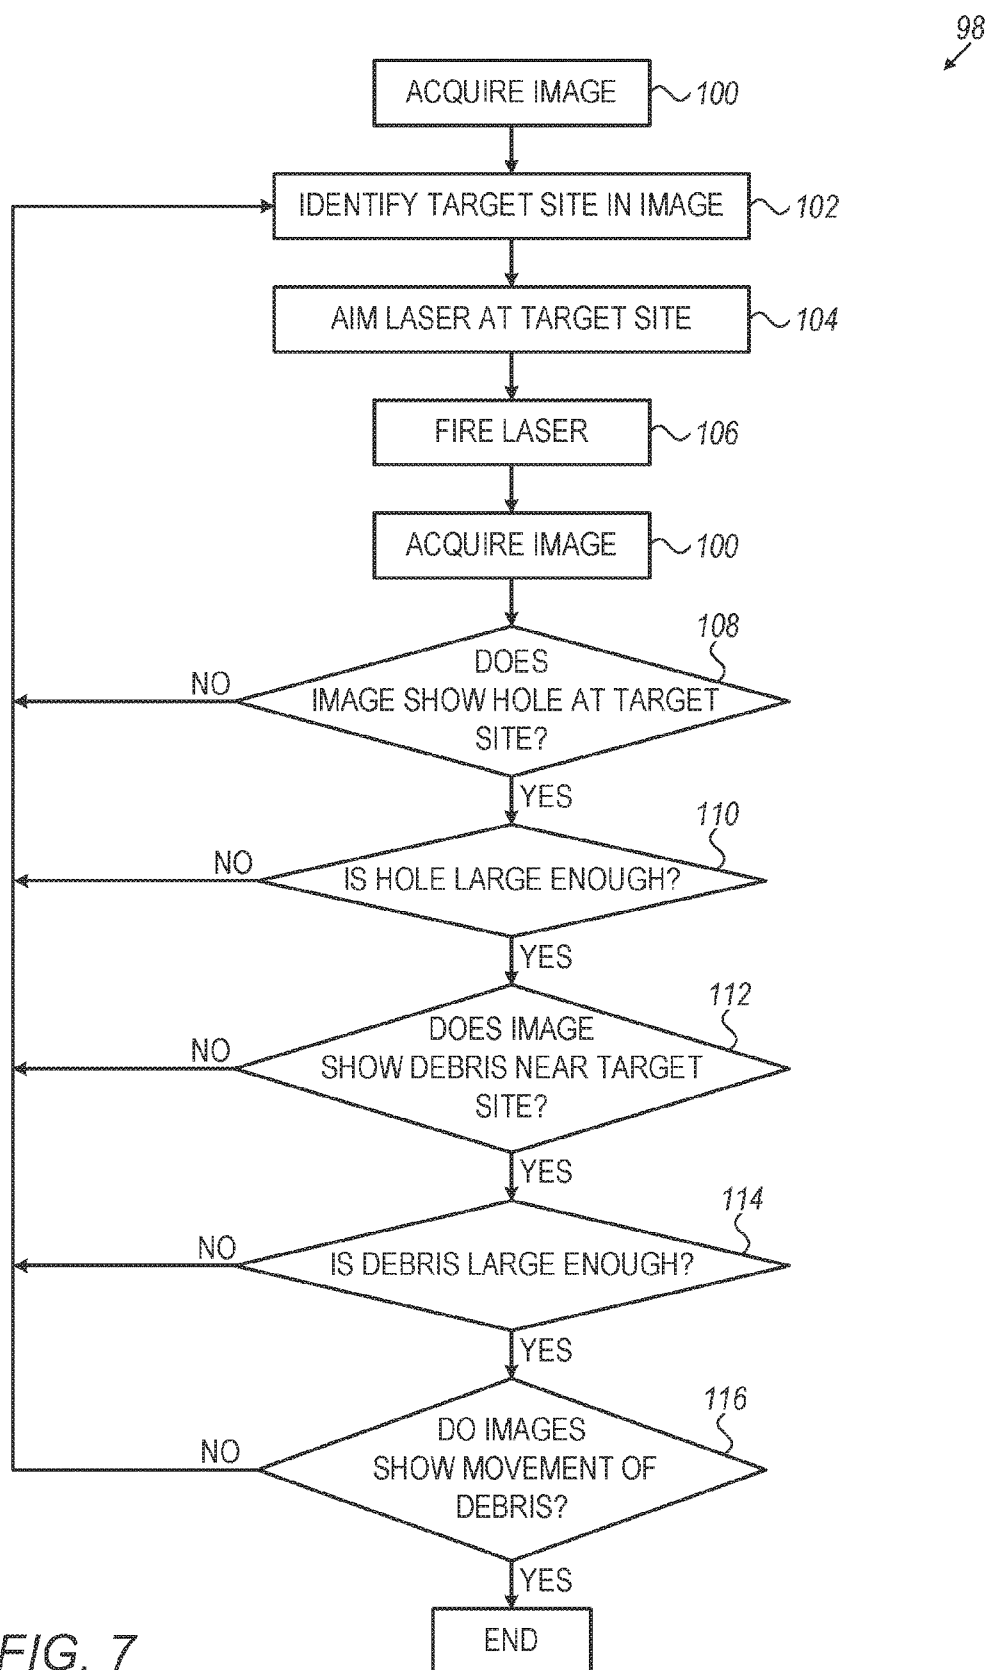 98
ACQUIRE IMAGE 100
IDENTIFY TARGET SITE IN IMAGE 102
AIM LASER AT TARGET SITE 104
FIRE LASER 106
ACQUIRE IMAGE 100
108
DOES
IMAGE SHOW HOLE AT TARGET
SITE?
NO
YES
110
IS HOLE LARGE ENOUGH?
NO
YES
112
DOES IMAGE
SHOW DEBRIS NEAR TARGET
SITE?
NO
YES
114
IS DEBRIS LARGE ENOUGH?
NO
YES
116
DO IMAGES
SHOW MOVEMENT OF
DEBRIS?
NO
YES
END
FIG. 7